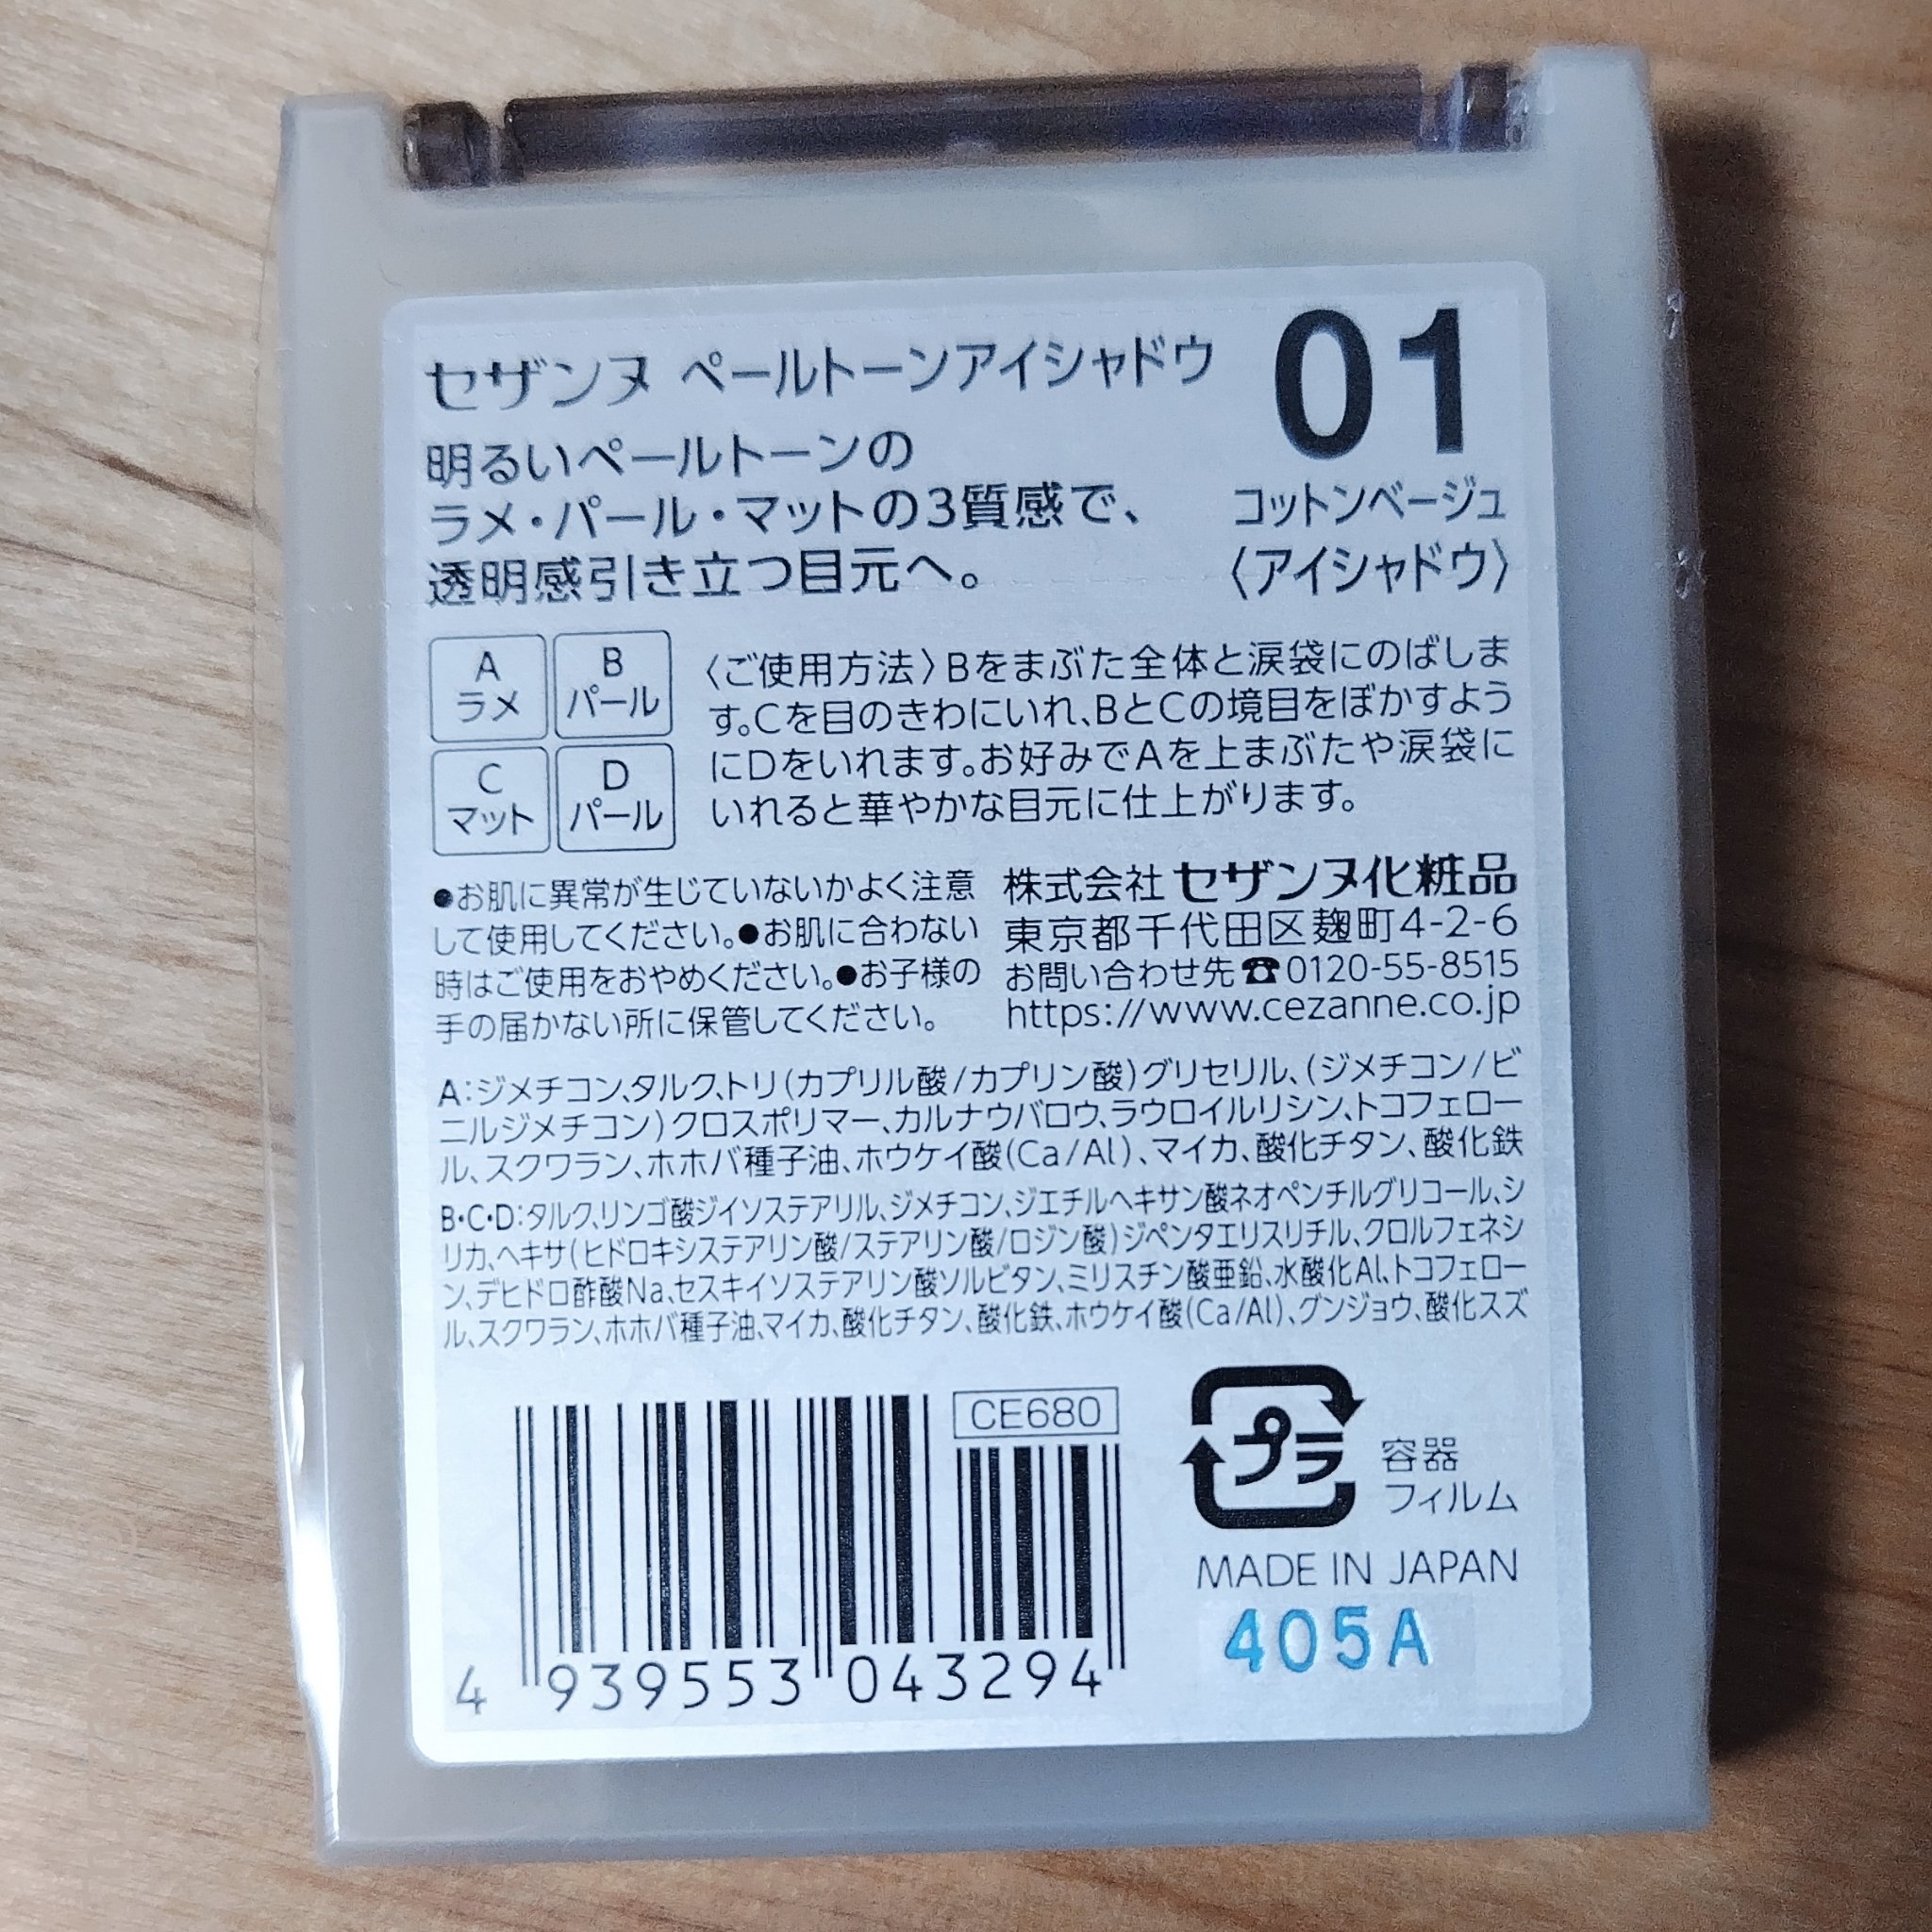 セザンヌ ペールトーンアイシャドウ
01
明るいペールトーンの
ラメ・パール・マットの3質感で、
透明感引き立つ目元へ。
コットンベージュ
〈アイシャドウ〉
A
ラメ
B
パール
C
マット
D
パール
〈ご使用方法〉Bをまぶた全体と涙袋にのばしま
す。Cを目のきわにいれ、BとCの境目をぼかすよう
にDをいれます。お好みでAを上まぶたや涙袋に
いれると華やかな目元に仕上がります。
●お肌に異常が生じていないかよく注意
して使用してください。●お肌に合わない
時はご使用をおやめください。●お子様の
手の届かない所に保管してください。
株式会社 セザンヌ化粧品
東京都千代田区麹町4-2-6
お問い合わせ先☎0120-55-8515
https://www.cezanne.co.jp
A:ジメチコン、タルク、トリ(カプリル酸/カプリン酸)グリセリル、(ジメチコン/ビ
ニルジメチコン)クロスポリマー、カルナウバロウ、ラウロイルリシン、トコフェロー
ル、スクワラン、ホホバ種子油、ホウケイ酸(Ca/Al)、マイカ、酸化チタン、酸化鉄
B・C・D:タルク、リンゴ酸ジイソステアリル、ジメチコン、ジエチルヘキサン酸ネオペンチルグリコール、シ
リカ、ヘキサ(ヒドロキシステアリン酸/ステアリン酸/ロジン酸)ジペンタエリスリチル、クロルフェネシ
ン、デヒドロ酢酸Na、セスキイソステアリン酸ソルビタン、ミリスチン酸亜鉛、水酸化Al、トコフェロー
ル、スクワラン、ホホバ種子油、マイカ、酸化チタン、酸化鉄、ホウケイ酸(Ca/Al)、グンジョウ、酸化スズ
CE680
4 939553 043294
プラ
容器
フィルム
MADE IN JAPAN
405A